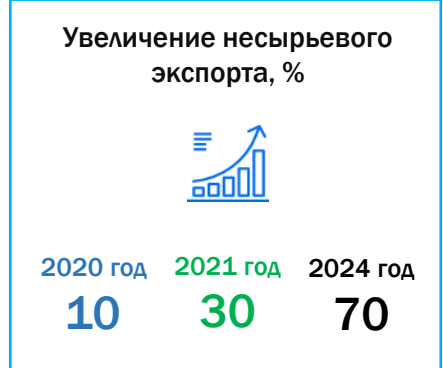 Увеличение несырьевого
экспорта, %
2020 год 2021 год 2024 год
10 30 70